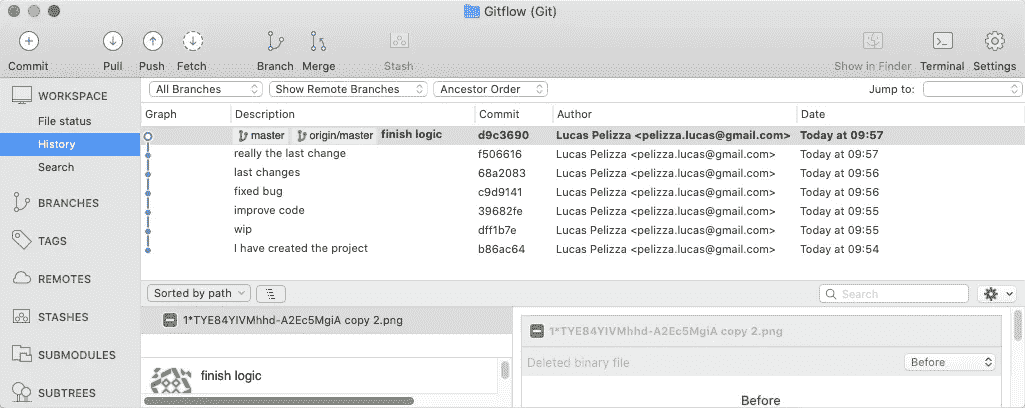 Gitflow (Git)
Commit Pull Push Fetch Branch Merge Stash Show in Finder Terminal Settings
WORKSPACE
File status
History
Search
BRANCHES
TAGS
REMOTES
STASHES
SUBMODULES
SUBTREES
All Branches Show Remote Branches Ancestor Order Jump to:
Graph Description Commit Author Date
master origin/master finish logic d9c3690 Lucas Pelizza <pelizza.lucas@gmail.com> Today at 09:57
really the last change f506616 Lucas Pelizza <pelizza.lucas@gmail.com> Today at 09:57
last changes 68a2083 Lucas Pelizza <pelizza.lucas@gmail.com> Today at 09:56
fixed bug c9d9141 Lucas Pelizza <pelizza.lucas@gmail.com> Today at 09:56
improve code 39682fe Lucas Pelizza <pelizza.lucas@gmail.com> Today at 09:55
wip dff1b7e Lucas Pelizza <pelizza.lucas@gmail.com> Today at 09:55
I have created the project b86ac64 Lucas Pelizza <pelizza.lucas@gmail.com> Today at 09:54
Sorted by path Search
1*TYE84YIVMhhd-A2Ec5MgiA copy 2.png
finish logic
1*TYE84YIVMhhd-A2Ec5MgiA copy 2.png
Deleted binary file Before
Before